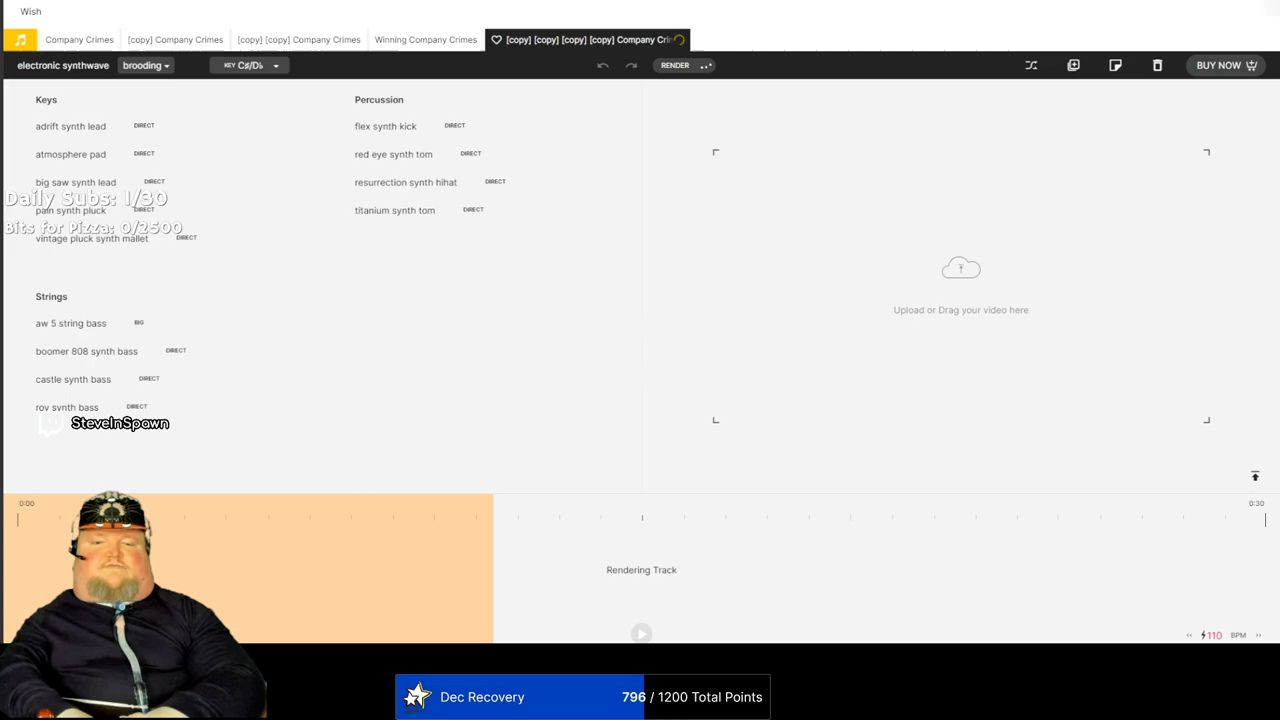 Wish
Company Crimes
[copy] Company Crimes
[copy] [copy] Company Crimes
Winning Company Crimes
[copy] [copy] [copy] [copy] Company Cri
electronic synthwave
brooding
KEY C♯/D♭
RENDER
BUY NOW
Keys
adrift synth lead DIRECT
atmosphere pad DIRECT
big saw synth lead DIRECT
Daily Subs: 1/30
pain synth pluck DIRECT
Bits for Pizza: 0/2500
vintage pluck synth mallet DIRECT
Percussion
flex synth kick DIRECT
red eye synth tom DIRECT
resurrection synth hihat DIRECT
titanium synth tom DIRECT
Strings
aw 5 string bass BIG
boomer 808 synth bass DIRECT
castle synth bass DIRECT
roy synth bass DIRECT
SteveInSpawn
Upload or Drag your video here
0:00
0:30
Rendering Track
110 BPM
Dec Recovery 796 / 1200 Total Points